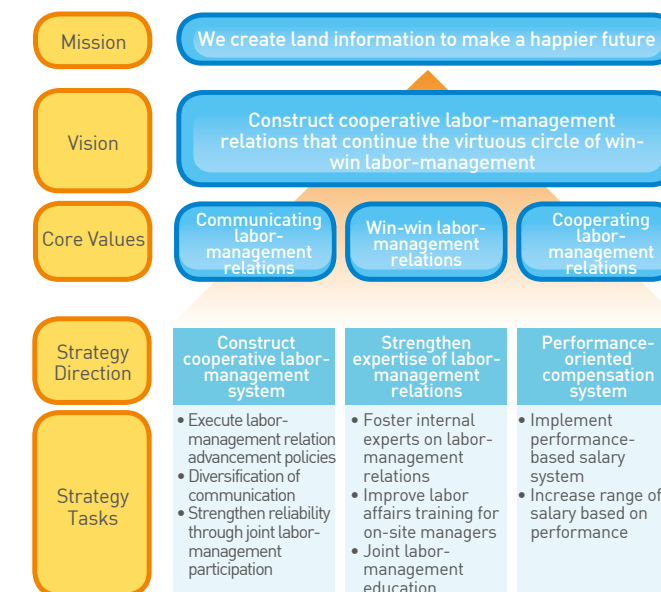 Mission
We create land information to make a happier future
Vision
Construct cooperative labor-management
relations that continue the virtuous circle of win-
win labor-management
Core Values
Communicating
labor-
management
relations
Win-win labor-
management
relations
Cooperating
labor-
management
relations
Strategy
Direction
Construct
cooperative labor-
management
system
Strengthen
expertise of labor-
management
relations
Performance-
oriented
compensation
system
Strategy
Tasks
• Execute labor-
management relation
advancement policies
• Diversification of
communication
• Strengthen reliability
through joint labor-
management
participation
• Foster internal
experts on labor-
management
relations
• Improve labor
affairs training for
on-site managers
• Joint labor-
management
education
• Implement
performance-
based salary
system
• Increase range of
salary based on
performance